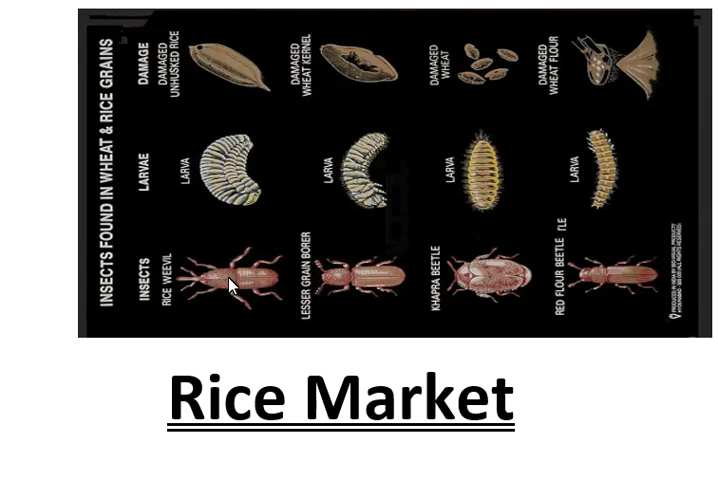 INSECTS FOUND IN WHEAT & RICE GRAINS
DAMAGE
DAMAGED
UNHUSKED RICE
DAMAGED
WHEAT KERNEL
DAMAGED
WHEAT
DAMAGED
WHEAT FLOUR
LARVAE
LARVA
LARVA
LARVA
LARVA
INSECTS
RICE WEEVIL
LESSER GRAIN BORER
KHAPRA BEETLE
RED FLOUR BEETLE
Rice Market